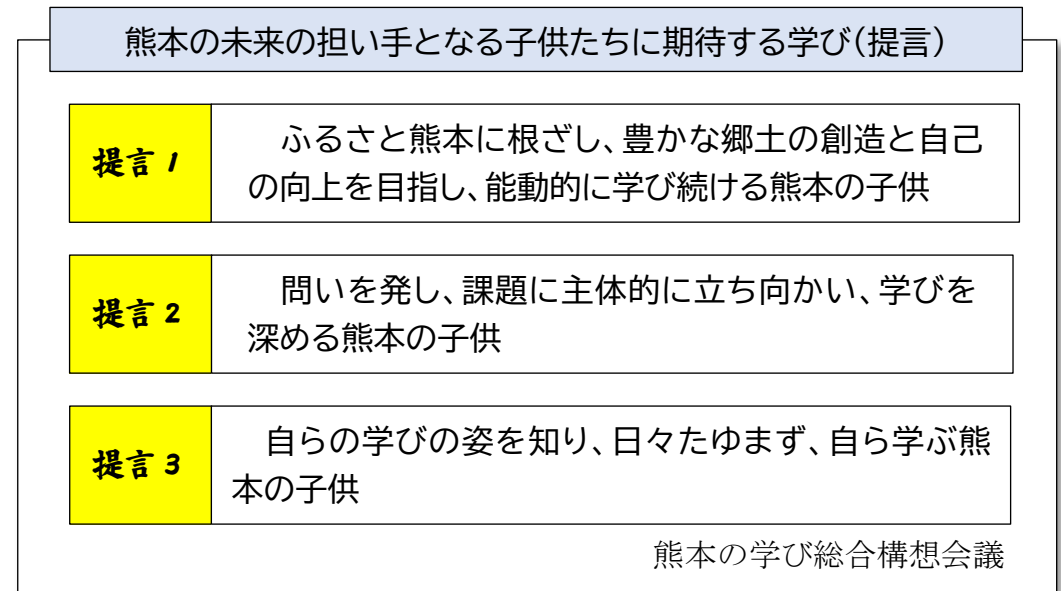 熊本の未来の担い手となる子供たちに期待する学び(提言)
提言 1
ふるさと熊本に根ざし、豊かな郷土の創造と自己
の向上を目指し、能動的に学び続ける熊本の子供
提言 2
問いを発し、課題に主体的に立ち向かい、学びを
深める熊本の子供
提言 3
自らの学びの姿を知り、日々たゆまず、自ら学ぶ熊
本の子供
熊本の学び総合構想会議